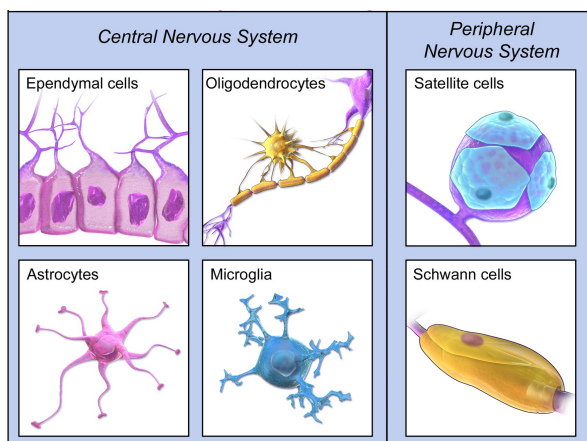 Central Nervous System
Peripheral
Nervous System
Ependymal cells
Oligodendrocytes
Satellite cells
Astrocytes
Microglia
Schwann cells